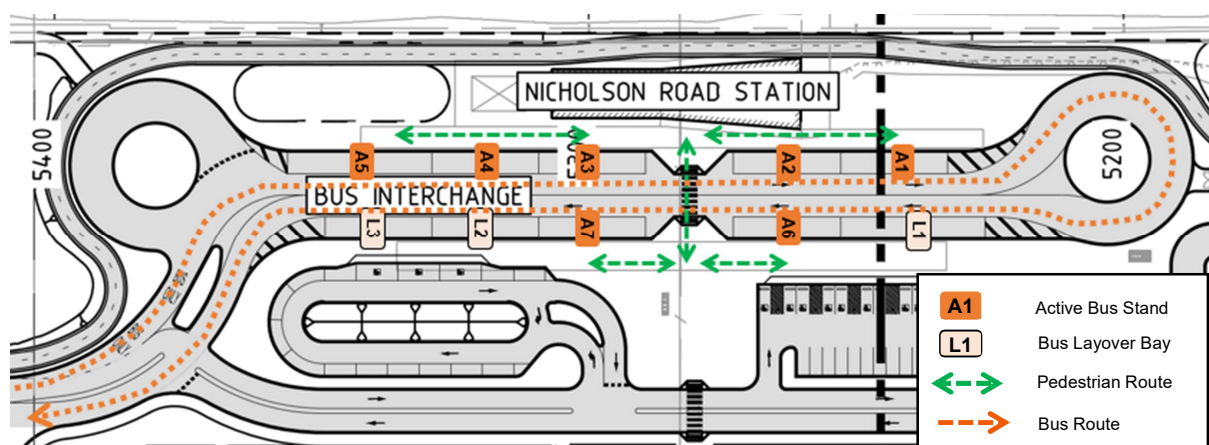 NICHOLSON ROAD STATION
5400
5200
A5
A4
A3
A2
A1
BUS INTERCHANGE
L3
L2
A7
A6
L1
A1
Active Bus Stand
L1
Bus Layover Bay
Pedestrian Route
Bus Route